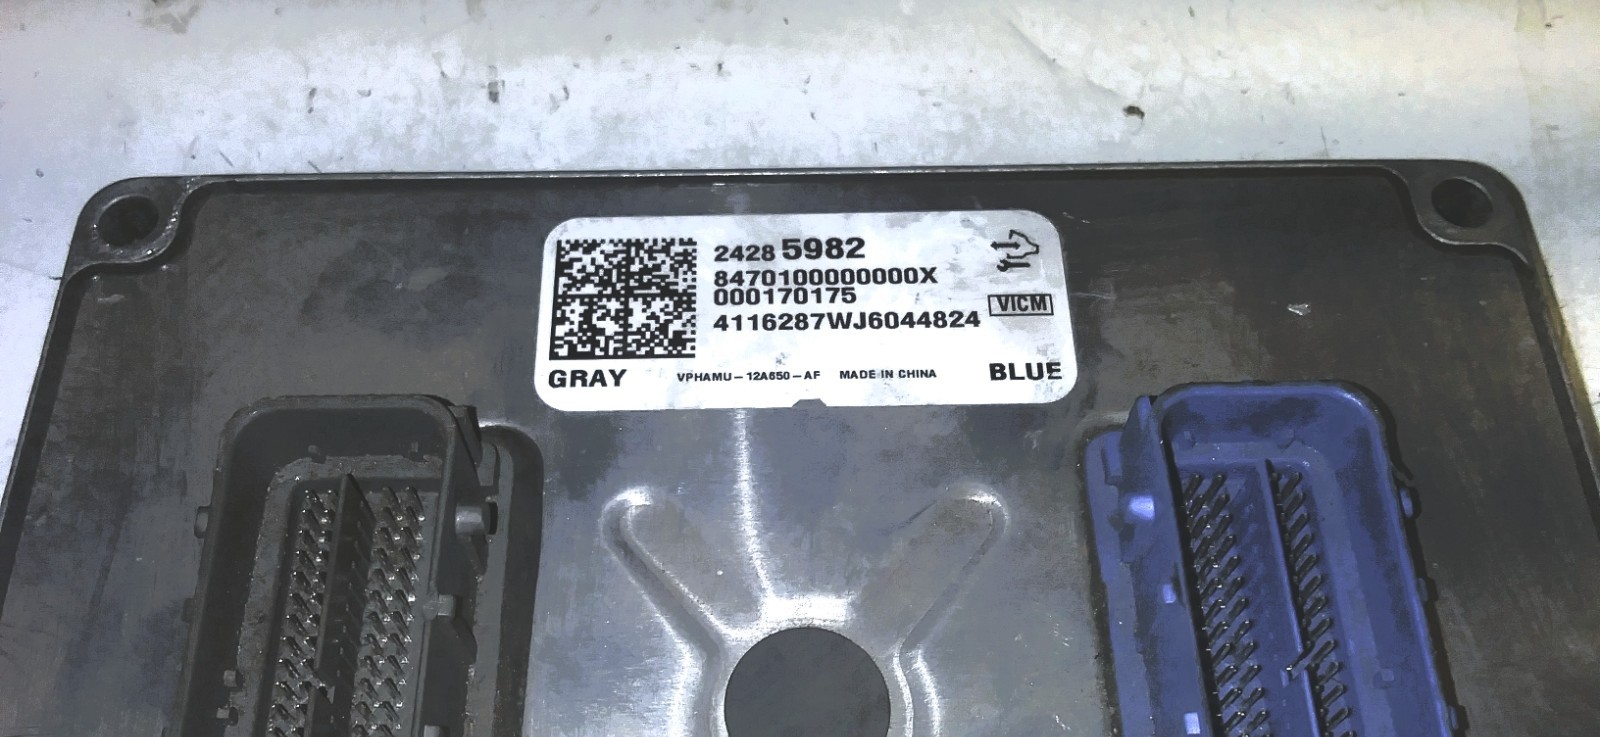 2428 5982
8470100000000X
000170175
VICM
4116287WJ6044824
GRAY VPHAMU-12A650-AF MADE IN CHINA BLUE